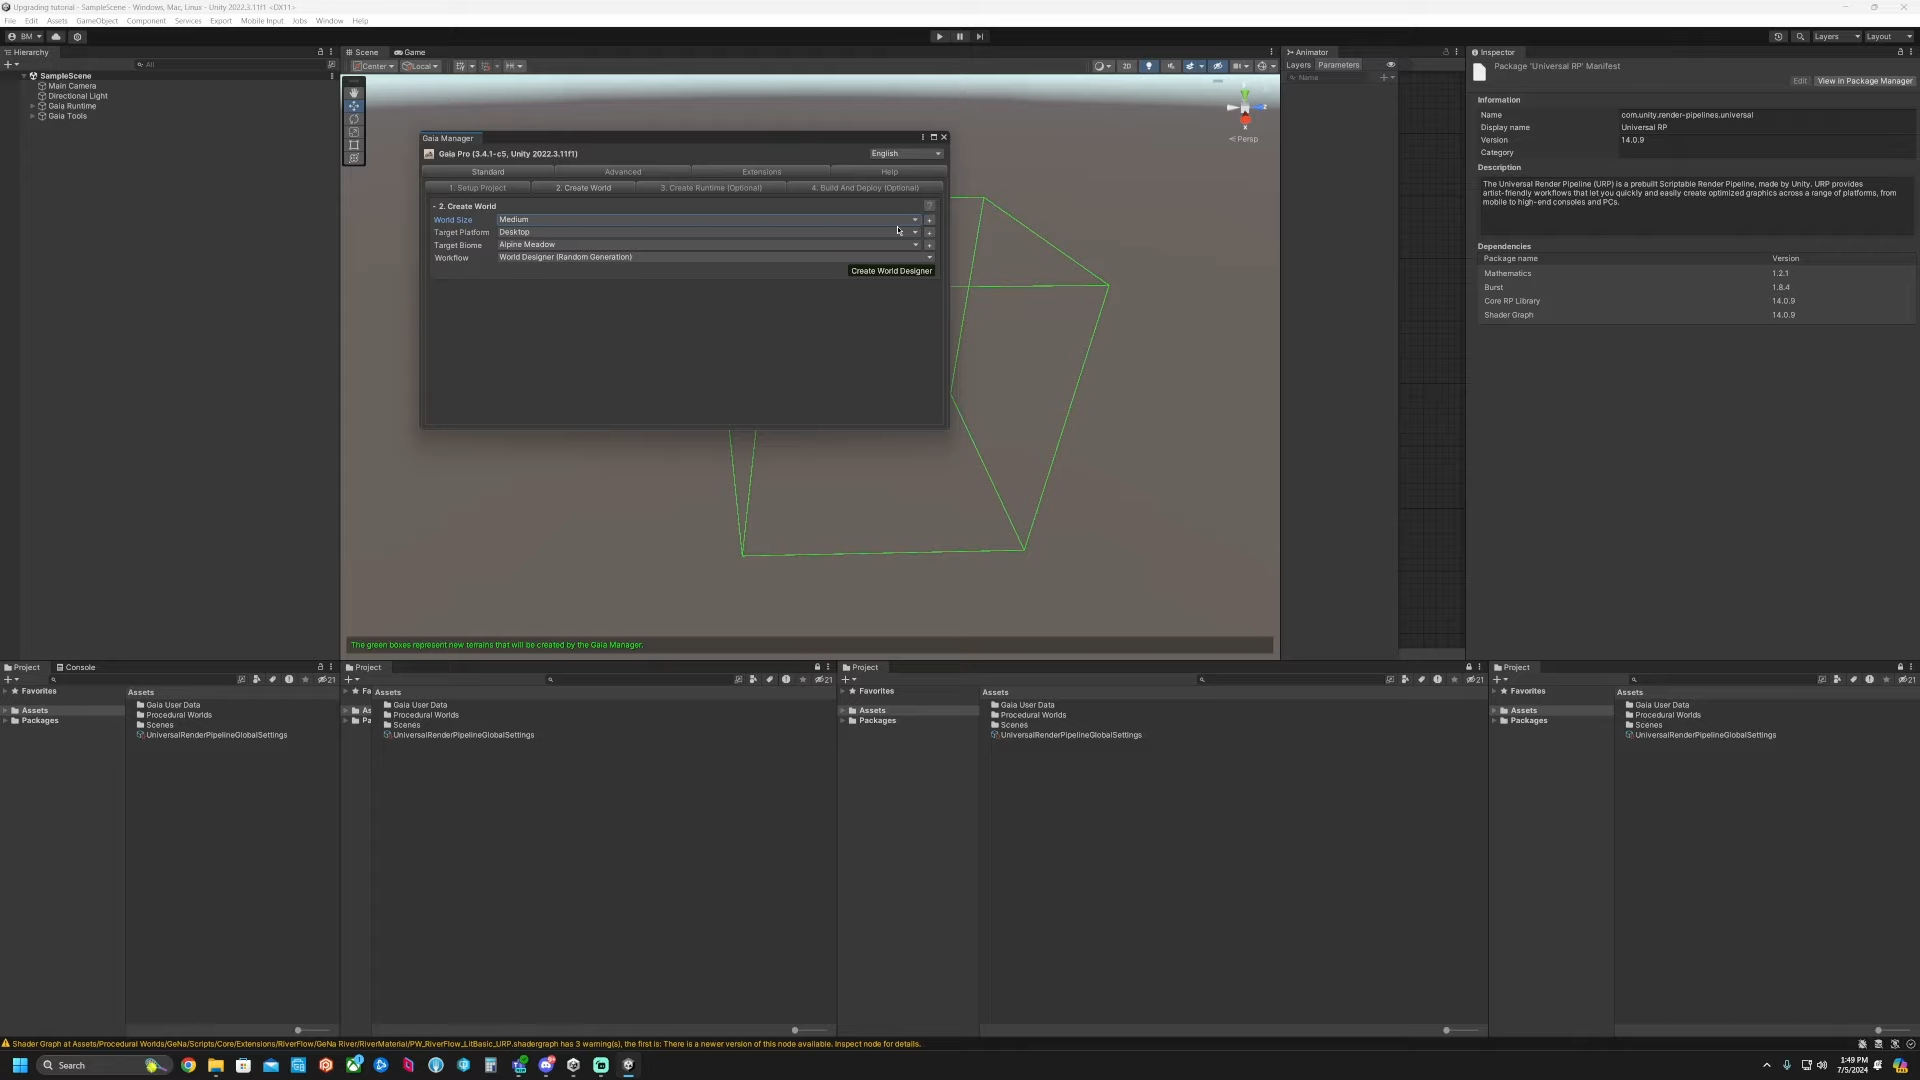 Upgrading tutorial - SampleScene - Windows, Mac, Linux - Unity 2022.3.11f1 <DX11>
File Edit Assets GameObject Component Services Export Mobile Input Jobs Window Help
BM Layers Layout
Hierarchy
All
SampleScene
Main Camera
Directional Light
Gaia Runtime
Gaia Tools
Scene Game
Center Local 2D
Persp
Gaia Manager
Gaia Pro (3.4.1-c5, Unity 2022.3.11f1) English
Standard Advanced Extensions Help
1. Setup Project 2. Create World 3. Create Runtime (Optional) 4. Build And Deploy (Optional)
- 2. Create World ?
World Size Medium +
Target Platform Desktop +
Target Biome Alpine Meadow +
Workflow World Designer (Random Generation)
Create World Designer
The green boxes represent new terrains that will be created by the Gaia Manager.
Animator
Layers Parameters
Name
Inspector
Package 'Universal RP' Manifest
Edit View in Package Manager
Information
Name com.unity.render-pipelines.universal
Display name Universal RP
Version 14.0.9
Category
Description
The Universal Render Pipeline (URP) is a prebuilt Scriptable Render Pipeline, made by Unity. URP provides
artist-friendly workflows that let you quickly and easily create optimized graphics across a range of platforms, from
mobile to high-end consoles and PCs.
Dependencies
Package name Version
Mathematics 1.2.1
Burst 1.8.4
Core RP Library 14.0.9
Shader Graph 14.0.9
Project Console
21
Favorites
Assets
Packages
Assets
Gaia User Data
Procedural Worlds
Scenes
UniversalRenderPipelineGlobalSettings
Project
21
Fa
As
Pa
Assets
Gaia User Data
Procedural Worlds
Scenes
UniversalRenderPipelineGlobalSettings
Project
21
Favorites
Assets
Packages
Assets
Gaia User Data
Procedural Worlds
Scenes
UniversalRenderPipelineGlobalSettings
Project
21
Favorites
Assets
Packages
Assets
Gaia User Data
Procedural Worlds
Scenes
UniversalRenderPipelineGlobalSettings
Shader Graph at Assets/Procedural Worlds/GeNa/Scripts/Core/Extensions/RiverFlow/GeNa River/RiverMaterial/PW_RiverFlow_LitBasic_URP.shadergraph has 3 warning(s), the first is: There is a newer version of this node available. Inspect node for details.
Search
1:49 PM
7/5/2024